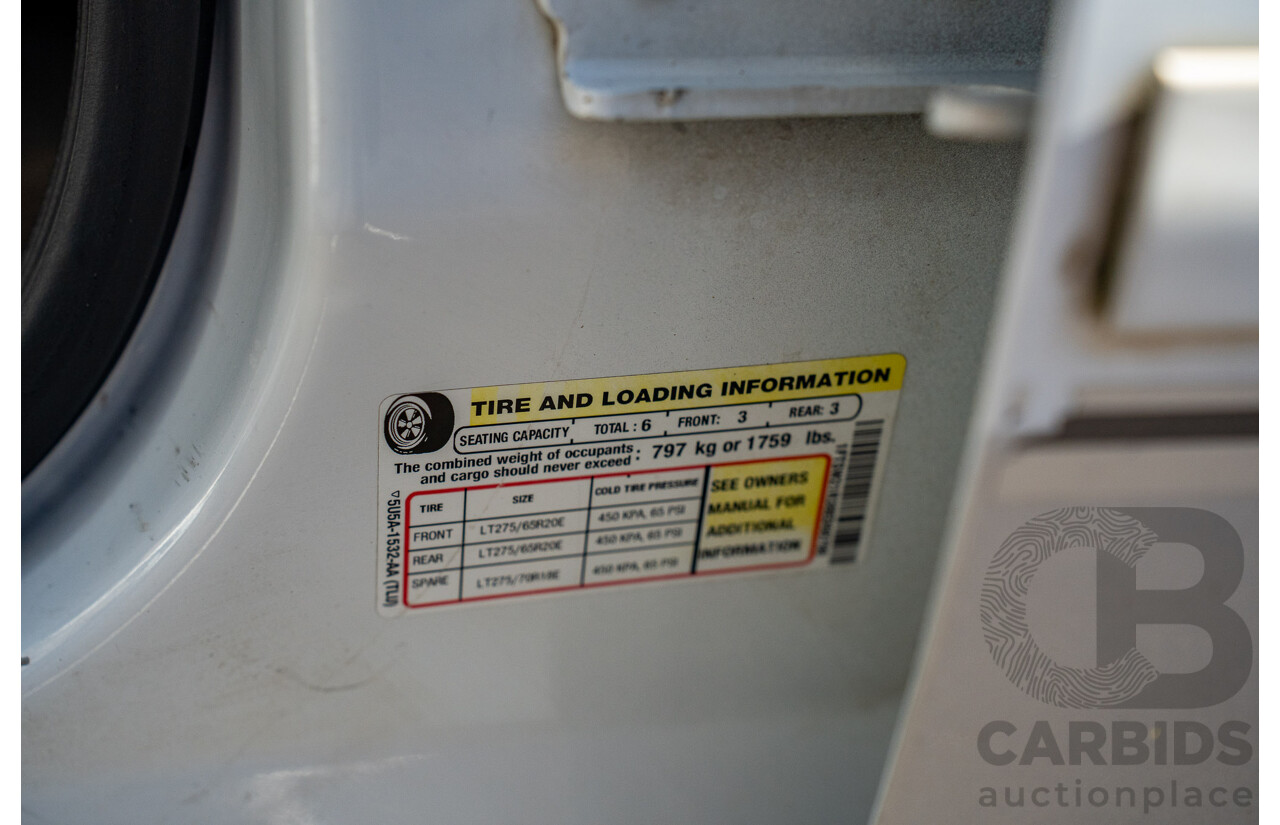 TIRE AND LOADING INFORMATION
SEATING CAPACITY TOTAL : 6 FRONT: 3 REAR: 3
The combined weight of occupants
and cargo should never exceed : 797 kg or 1759 lbs.
TIRE SIZE COLD TIRE PRESSURE
FRONT LT275/65R20E 450 KPA, 65 PSI
REAR LT275/65R20E 450 KPA, 65 PSI
SPARE LT275/70R18E 450 KPA, 65 PSI
SEE OWNERS
MANUAL FOR
ADDITIONAL
INFORMATION
5U5A-1532-AA (TLU)
CARBIDS
auctionplace